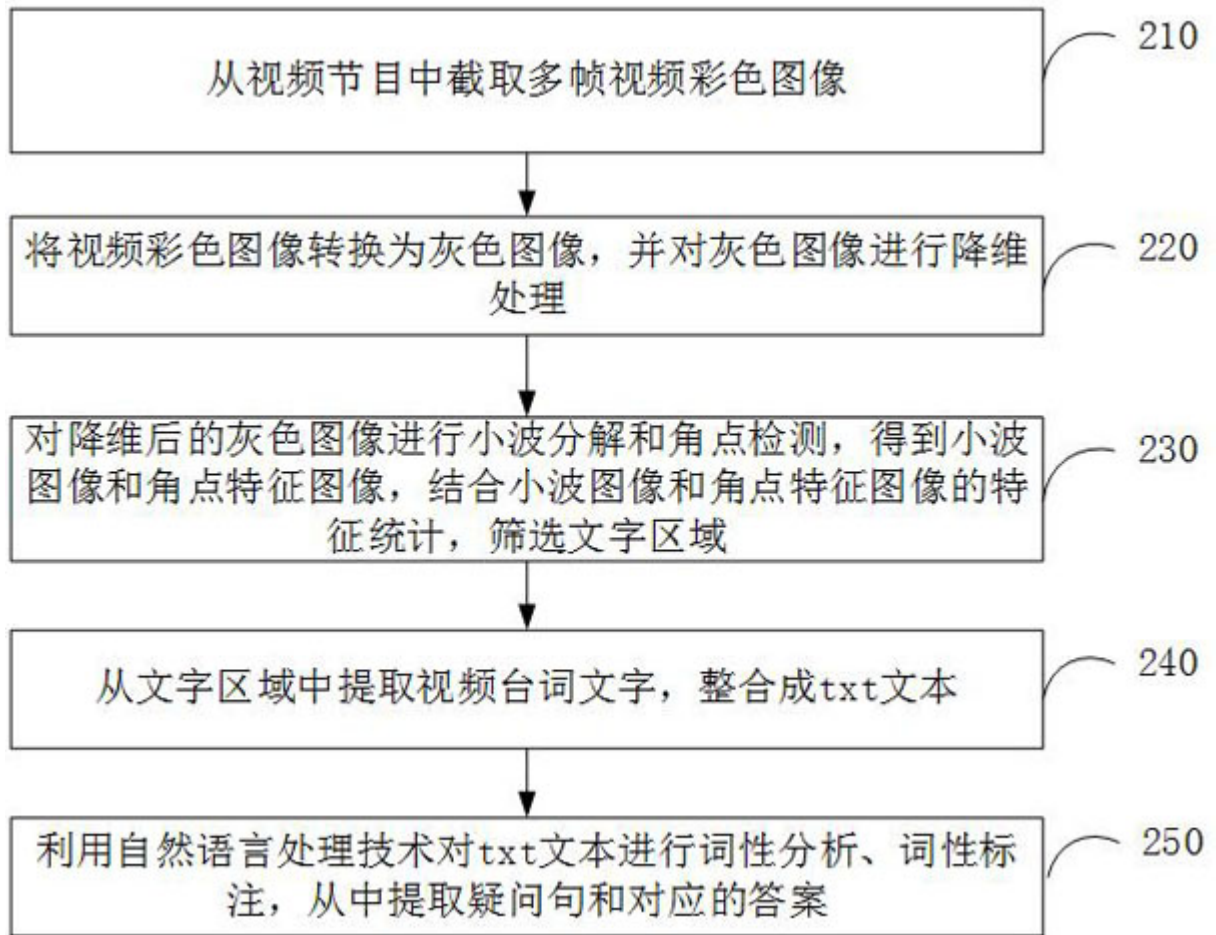 从视频节目中截取多帧视频彩色图像
210
将视频彩色图像转换为灰色图像，并对灰色图像进行降维
处理
220
对降维后的灰色图像进行小波分解和角点检测，得到小波
图像和角点特征图像，结合小波图像和角点特征图像的特
征统计，筛选文字区域
230
从文字区域中提取视频台词文字，整合成txt文本
240
利用自然语言处理技术对txt文本进行词性分析、词性标
注，从中提取疑问句和对应的答案
250